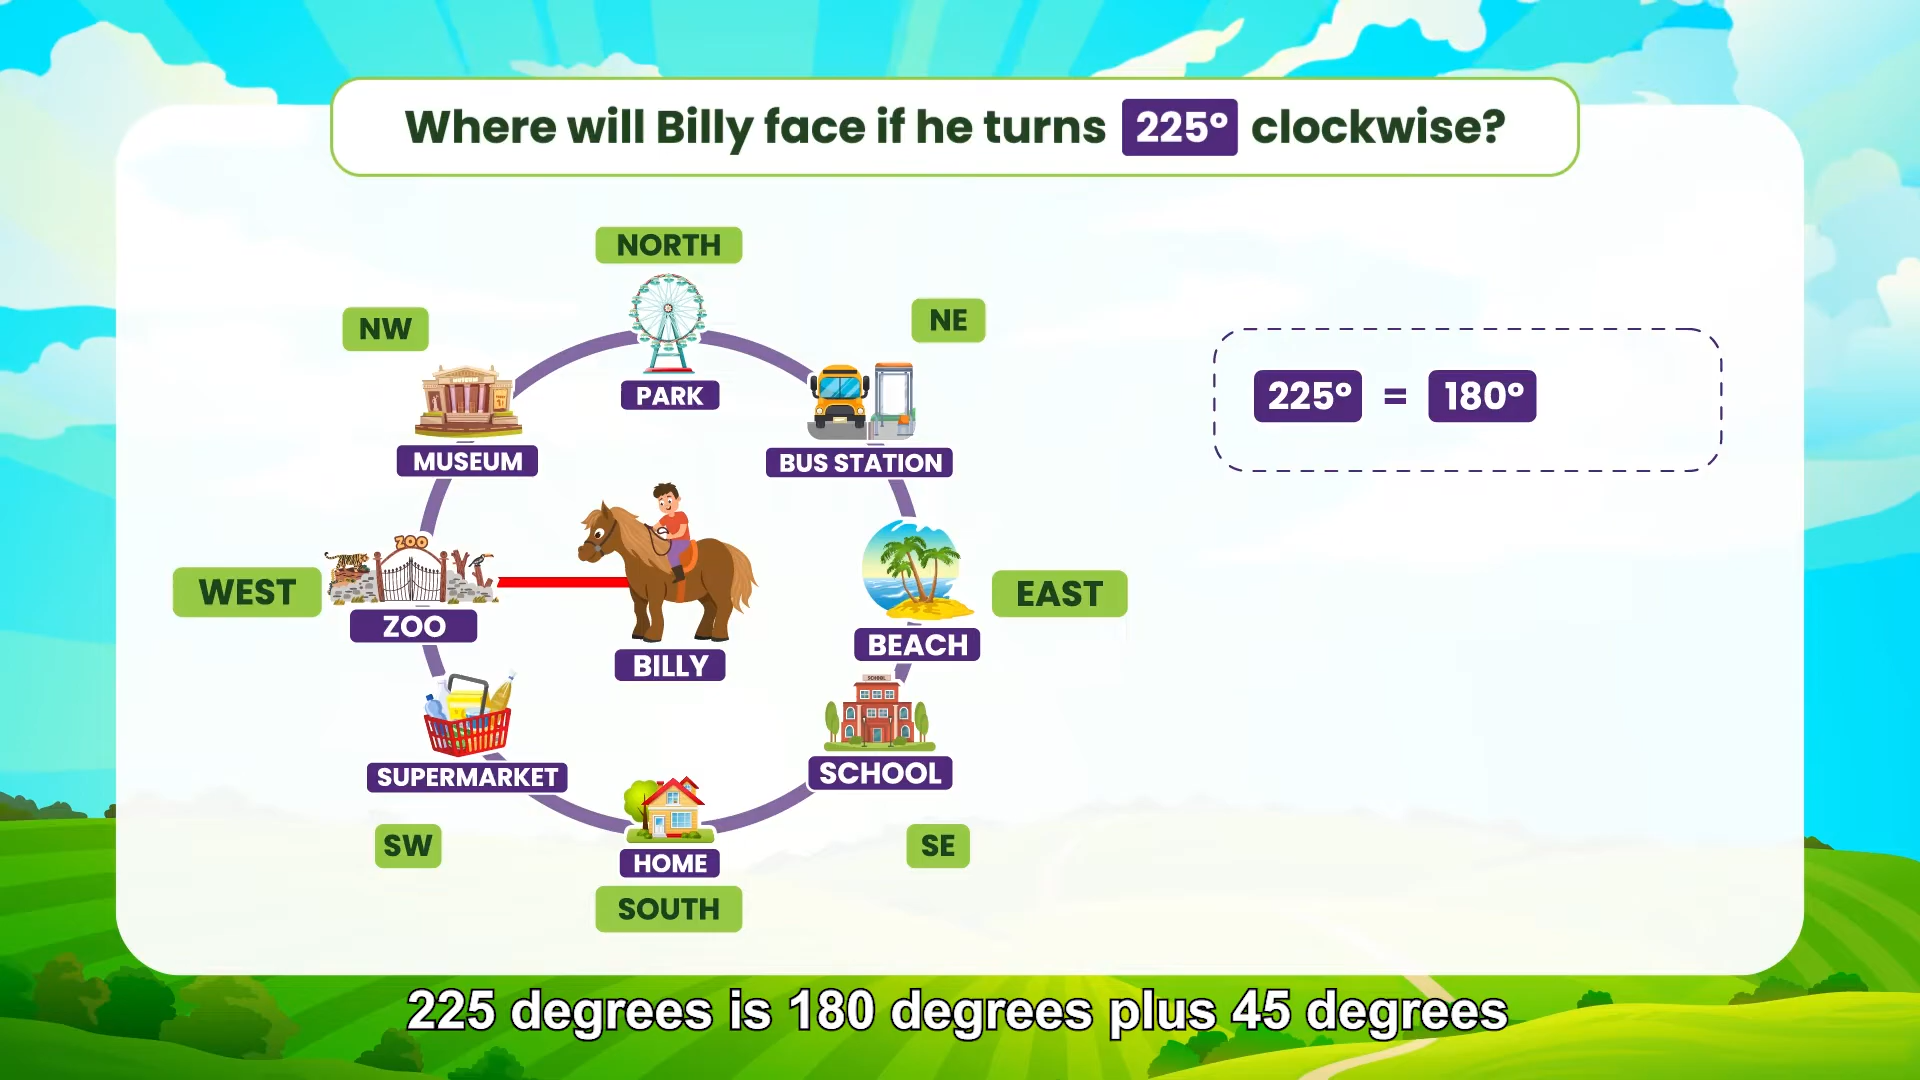 Where will Billy face if he turns 225° clockwise?
NORTH
NW
NE
PARK
225° = 180°
MUSEUM
BUS STATION
ZOO
WEST
EAST
ZOO
BEACH
BILLY
SCHOOL
SUPERMARKET
SCHOOL
HOME
SW
SE
SOUTH
225 degrees is 180 degrees plus 45 degrees